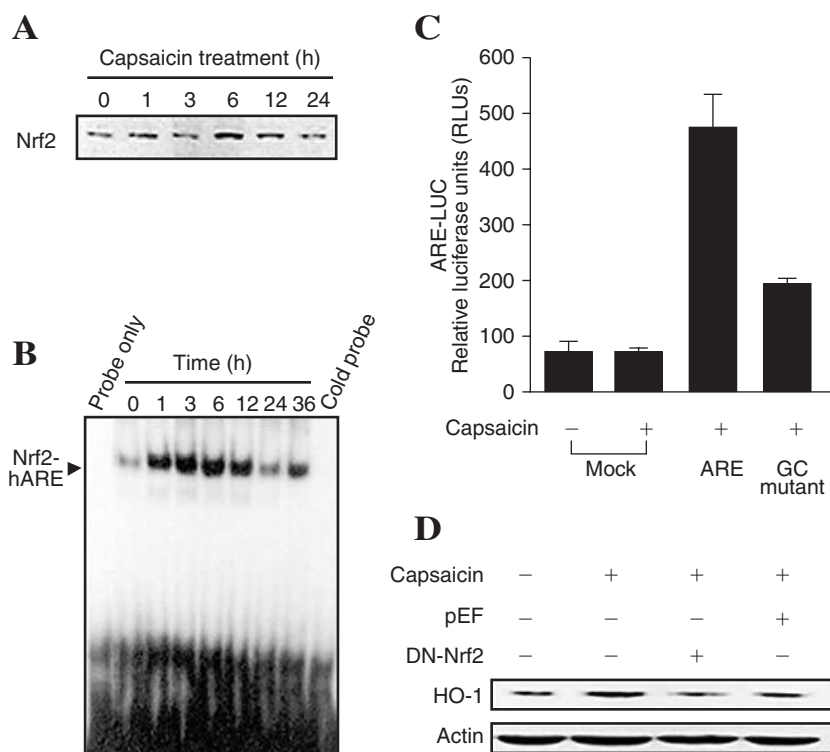 A
Capsaicin treatment (h)
0 1 3 6 12 24
Nrf2
B
Probe only
Time (h)
Cold probe
0 1 3 6 12 24 36
Nrf2-
hARE
C
ARE-LUC
Relative luciferase units (RLUs)
600
500
400
300
200
100
0
Capsaicin − + + +
Mock ARE GC
mutant
D
Capsaicin − + + +
pEF − − − +
DN-Nrf2 − − + −
HO-1
Actin